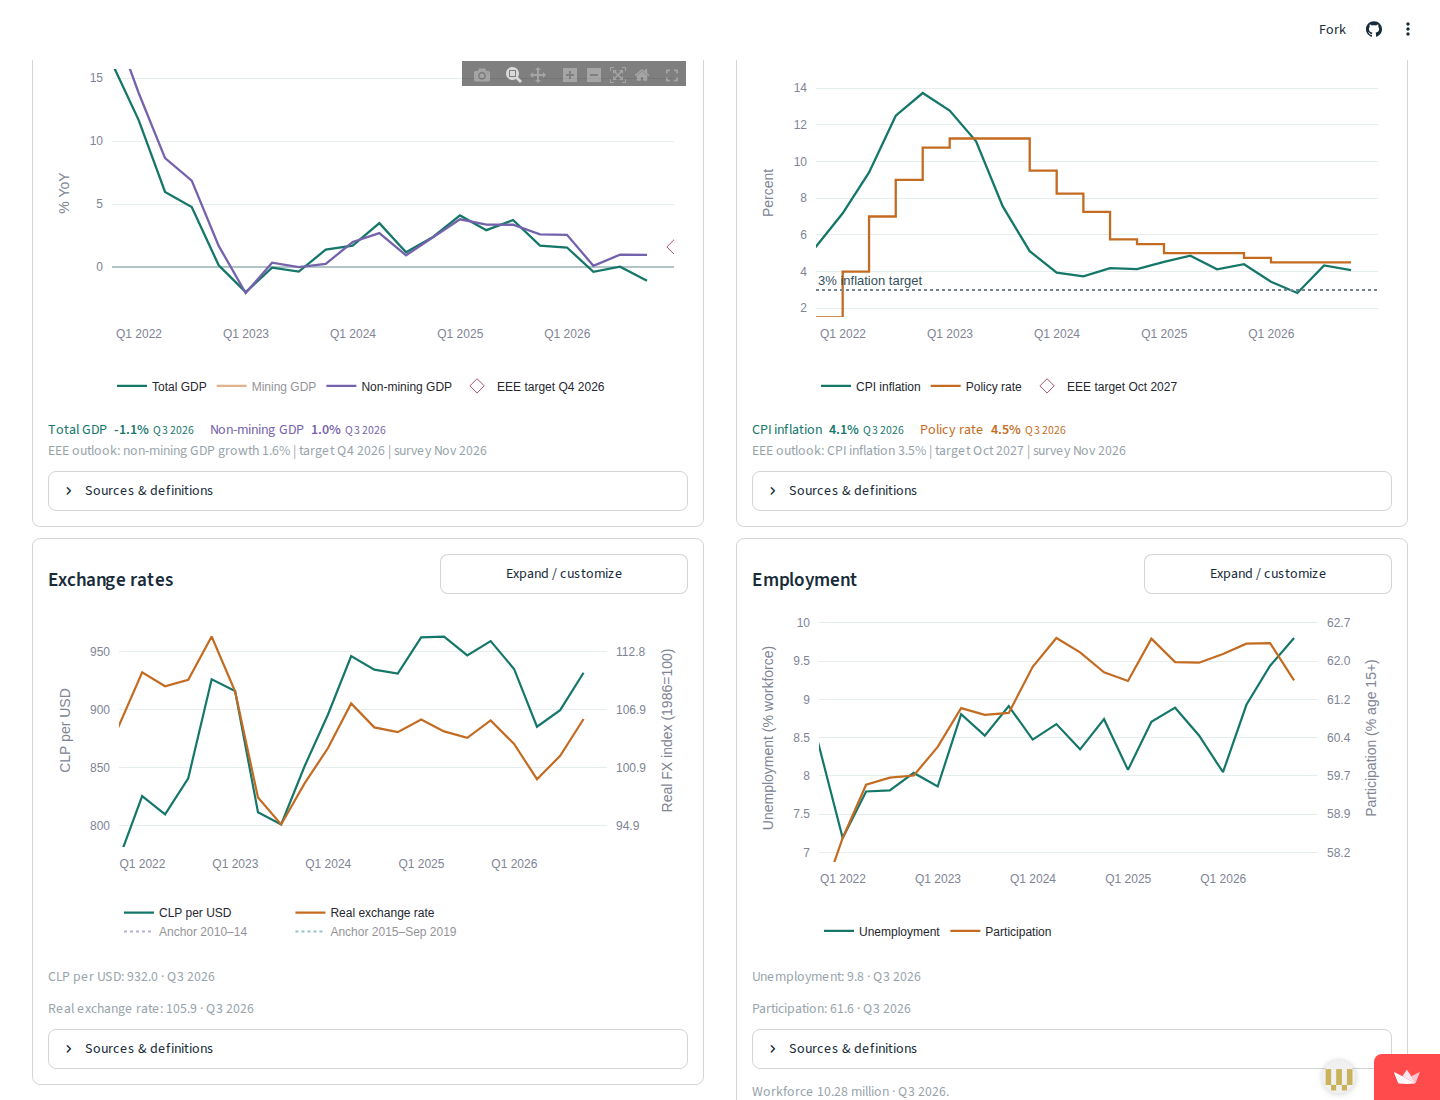 Fork
15
10
5
0
% YoY
Q1 2022
Q1 2023
Q1 2024
Q1 2025
Q1 2026
Total GDP
Mining GDP
Non-mining GDP
EEE target Q4 2026
Total GDP -1.1% Q3 2026 Non-mining GDP 1.0% Q3 2026
EEE outlook: non-mining GDP growth 1.6% | target Q4 2026 | survey Nov 2026
Sources & definitions
14
12
10
8
6
4
2
Percent
3% inflation target
Q1 2022
Q1 2023
Q1 2024
Q1 2025
Q1 2026
CPI inflation
Policy rate
EEE target Oct 2027
CPI inflation 4.1% Q3 2026 Policy rate 4.5% Q3 2026
EEE outlook: CPI inflation 3.5% | target Oct 2027 | survey Nov 2026
Sources & definitions
Exchange rates
Expand / customize
950
900
850
800
CLP per USD
112.8
106.9
100.9
94.9
Real FX index (1986=100)
Q1 2022
Q1 2023
Q1 2024
Q1 2025
Q1 2026
CLP per USD
Real exchange rate
Anchor 2010–14
Anchor 2015–Sep 2019
CLP per USD: 932.0 · Q3 2026
Real exchange rate: 105.9 · Q3 2026
Sources & definitions
Employment
Expand / customize
10
9.5
9
8.5
8
7.5
7
Unemployment (% workforce)
62.7
62.0
61.2
60.4
59.7
58.9
58.2
Participation (% age 15+)
Q1 2022
Q1 2023
Q1 2024
Q1 2025
Q1 2026
Unemployment
Participation
Unemployment: 9.8 · Q3 2026
Participation: 61.6 · Q3 2026
Sources & definitions
Workforce 10.28 million · Q3 2026.